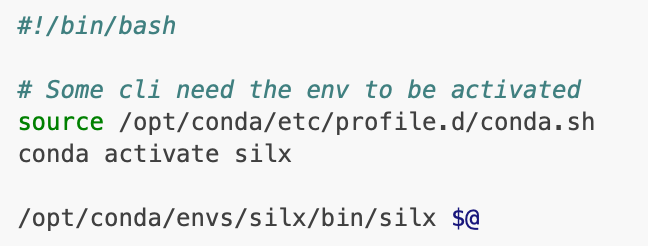 #!/bin/bash
# Some cli need the env to be activated
source /opt/conda/etc/profile.d/conda.sh
conda activate silx
/opt/conda/envs/silx/bin/silx $@